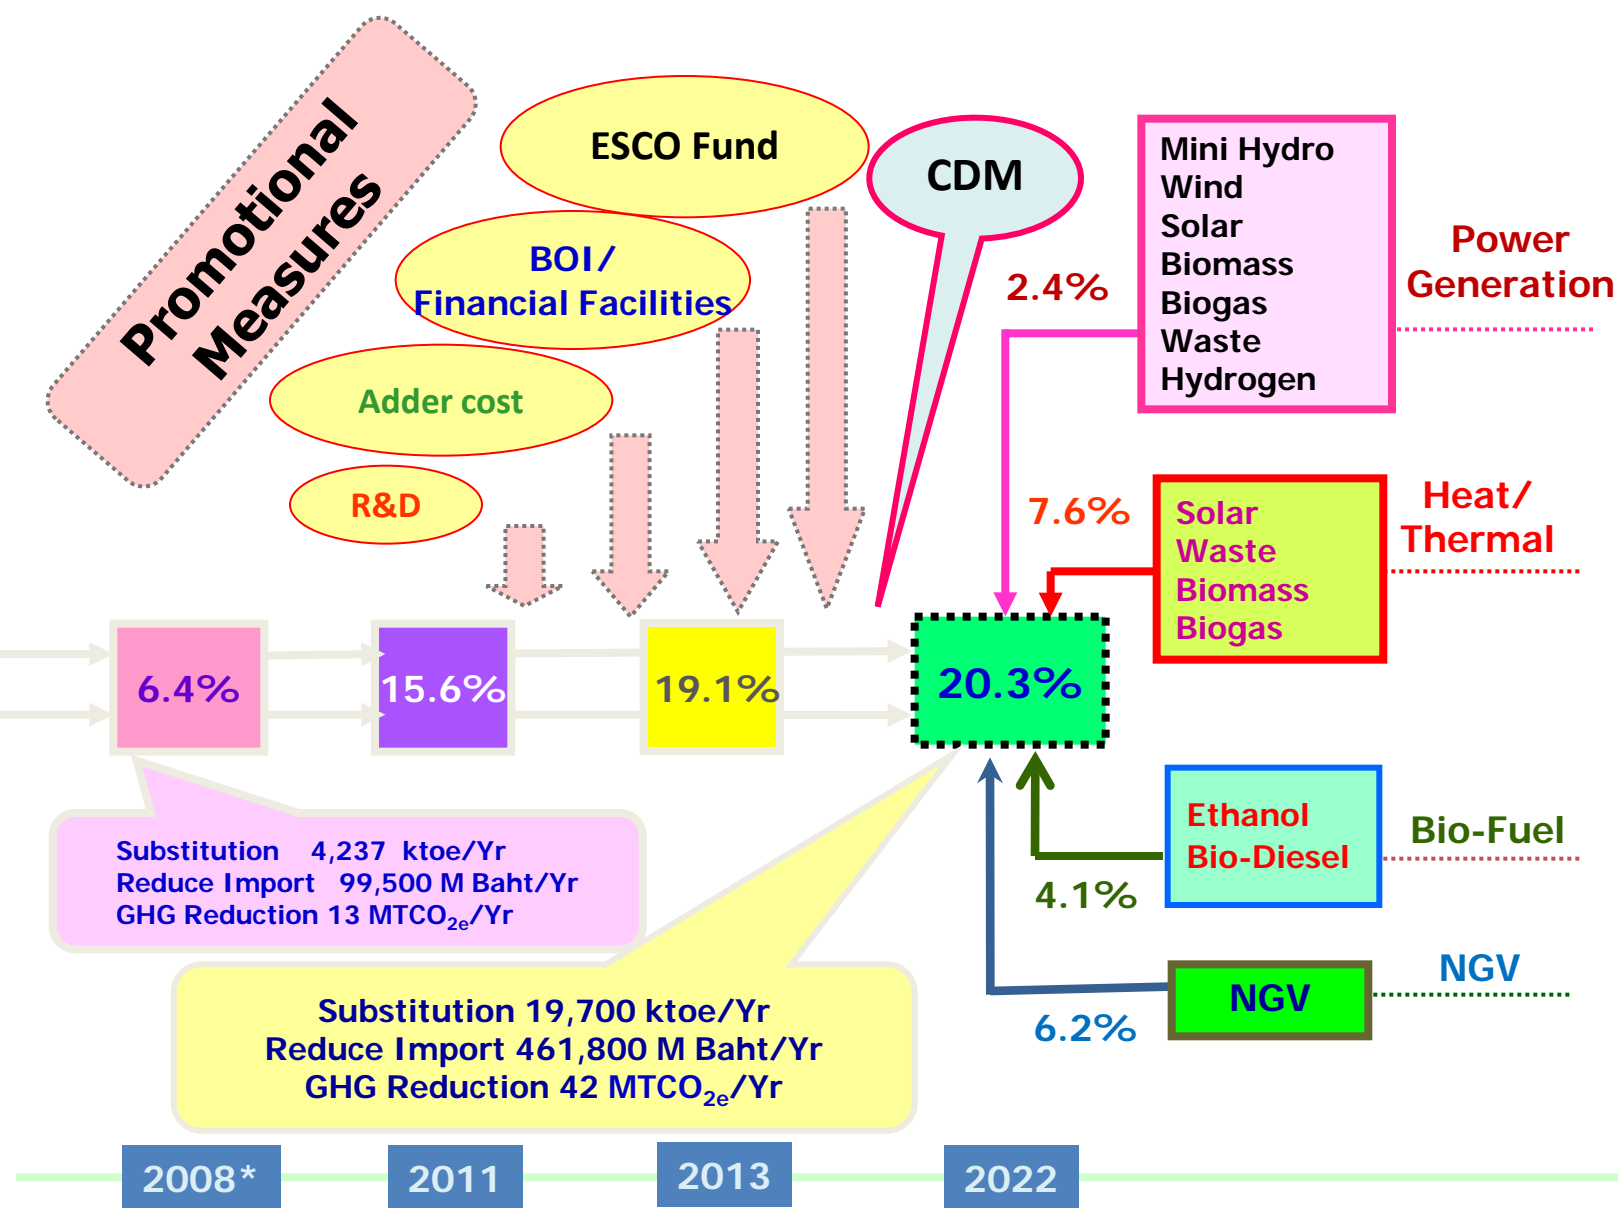 Promotional
Measures
ESCO Fund
CDM
BOI/
Financial Facilities
Adder cost
R&D
2.4%
Mini Hydro
Wind
Solar
Biomass
Biogas
Waste
Hydrogen
Power
Generation
7.6%
Solar
Waste
Biomass
Biogas
Heat/
Thermal
6.4%
15.6%
19.1%
20.3%
Substitution 4,237 ktoe/Yr
Reduce Import 99,500 M Baht/Yr
GHG Reduction 13 MTCO2e/Yr
Ethanol
Bio-Diesel
Bio-Fuel
4.1%
NGV
NGV
6.2%
Substitution 19,700 ktoe/Yr
Reduce Import 461,800 M Baht/Yr
GHG Reduction 42 MTCO2e/Yr
2008*
2011
2013
2022